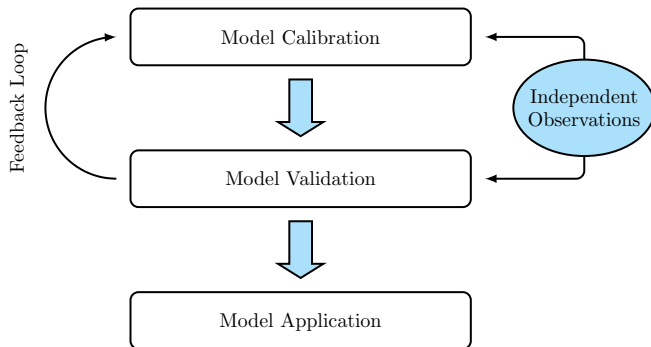 Model Calibration
Feedback Loop
Independent
Observations
Model Validation
Model Application